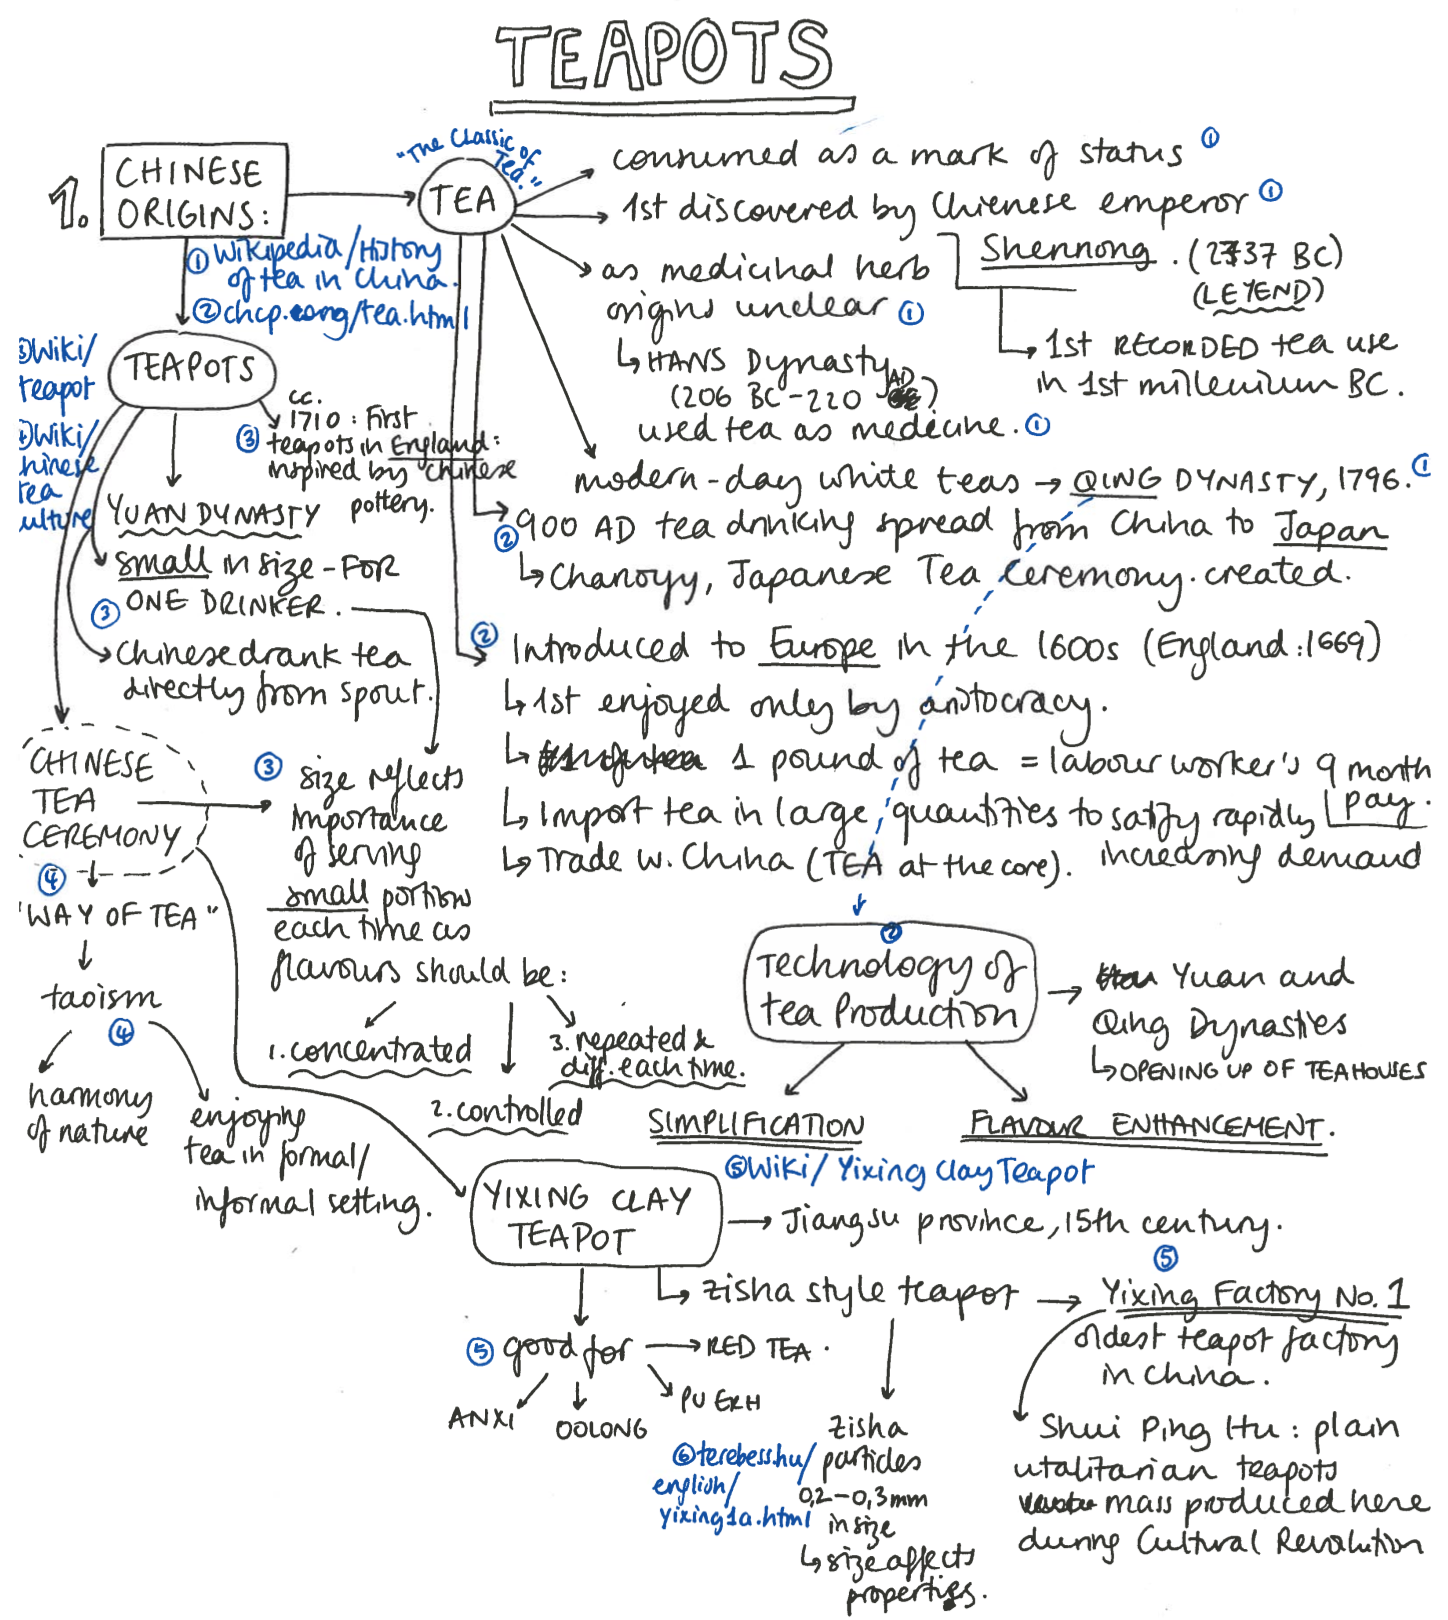 TEAPOTS
1. CHINESE
ORIGINS:
① Wikipedia/History
of tea in China.
② chcp.org/tea.html
"The Classic of
Tea."
TEA
consumed as a mark of status ①
1st discovered by Chienese emperor ①
Shennong. (2737 BC)
(LEYEND)
1st RECORDED tea use
in 1st millenium BC.
as medicinal herb
origins unclear ①
HANS Dynasty
(206 BC - 220 AD)
used tea as medecine. ①
modern-day white teas → QING DYNASTY, 1796. ①
② 900 AD tea drinking spread from China to Japan
Chanoyy, Japanese Tea Ceremony. created.
② Introduced to Europe in the 1600s (England: 1669)
1st enjoyed only by aristocracy.
1 pound of tea = labour worker's 9 month
pay.
Import tea in large quantities to satify rapidly
increasing demand
Trade w. China (TEA at the core).
③ Wiki/
teapot
④ Wiki/
chinese
tea
culture
TEAPOTS
cc.
1710: First
③ teapots in England:
inspired by chinese
pottery.
YUAN DYNASTY
small in size - FOR
③ ONE DRINKER.
Chinese drank tea
directly from spout.
CHINESE
TEA
CEREMONY
④
"WAY OF TEA"
taoism
④
harmony
of nature
enjoying
tea in formal/
informal setting.
③ size reflects
importance
of serving
small portion
each time as
flavours should be:
1. concentrated
2. controlled
3. repeated &
diff. each time.
②
Technology of
tea Production
Yuan and
Qing Dynasties
OPENING UP OF TEAHOUSES
SIMPLIFICATION
FLAVOUR ENHANCEMENT.
⑤ Wiki/Yixing Clay Teapot
YIXING CLAY
TEAPOT
Jiangsu province, 15th century.
zisha style teapot
⑤
Yixing Factory No. 1
oldest teapot factory
in China.
⑤ good for
RED TEA.
PU ERH
OOLONG
ANXI
⑥ terebess.hu/
english/
yixing1a.html
zisha
particles
0,2-0,3mm
in size
size affects
properties.
Shui Ping Hu: plain
utalitarian teapots
mass produced here
during Cultural Revolution